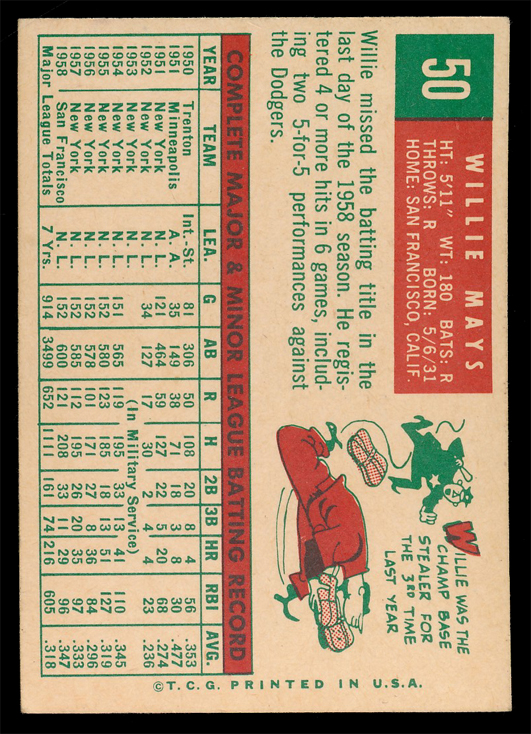 50
WILLIE MAYS
HT: 5'11" WT: 180 BATS: R
THROWS: R BORN: 5/6/31
HOME: SAN FRANCISCO, CALIF.
Willie missed the batting title in the
last day of the 1958 season. He regis-
tered 4 or more hits in 6 games, includ-
ing two 5-for-5 performances against
the Dodgers.
WILLIE WAS THE
CHAMP BASE
STEALER FOR
THE 3RD TIME
LAST YEAR
COMPLETE MAJOR & MINOR LEAGUE BATTING RECORD
YEAR TEAM LEA. G AB R H 2B 3B HR RBI AVG.
1950 Trenton Int.-St 81 306 50 108 20 8 4 56 .353
1951 Minneapolis A. A. 35 149 38 71 18 3 8 30 .477
1951 New York N. L. 121 464 59 127 22 5 20 68 .274
1952 New York N. L. 34 127 17 30 2 4 4 23 .236
1953 New York N. L. (In Military Service)
1954 New York N. L. 151 565 119 195 33 13 41 110 .345
1955 New York N. L. 152 580 123 185 18 13 51 127 .319
1956 New York N. L. 152 578 101 171 27 8 36 84 .296
1957 New York N. L. 152 585 112 195 26 20 35 97 .333
1958 San Francisco N. L. 152 600 121 208 33 11 29 96 .347
Major League Totals 7 Yrs. 914 3499 652 1111 161 74 216 605 .318
©T.C.G. PRINTED IN U.S.A.